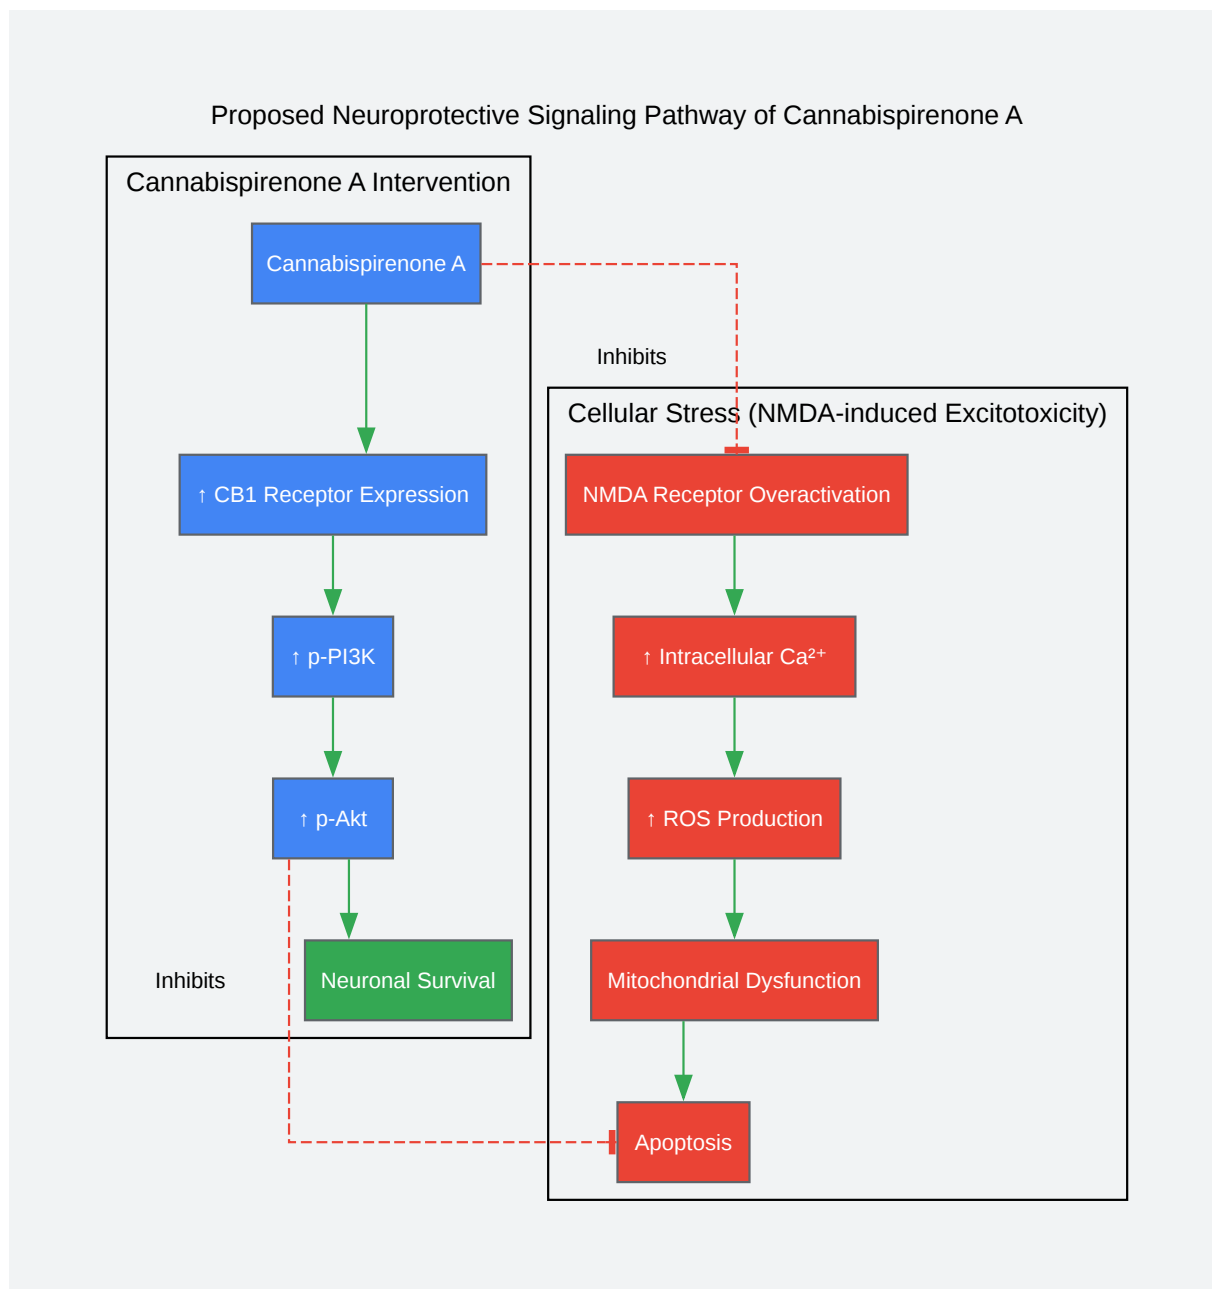 Proposed Neuroprotective Signaling Pathway of Cannabispirenone A
Cannabispirenone A Intervention
Cannabispirenone A
Inhibits
Cellular Stress (NMDA-induced Excitotoxicity)
↑ CB1 Receptor Expression
NMDA Receptor Overactivation
↑ p-PI3K
↑ Intracellular Ca²⁺
↑ p-Akt
↑ ROS Production
Inhibits
Neuronal Survival
Mitochondrial Dysfunction
Apoptosis